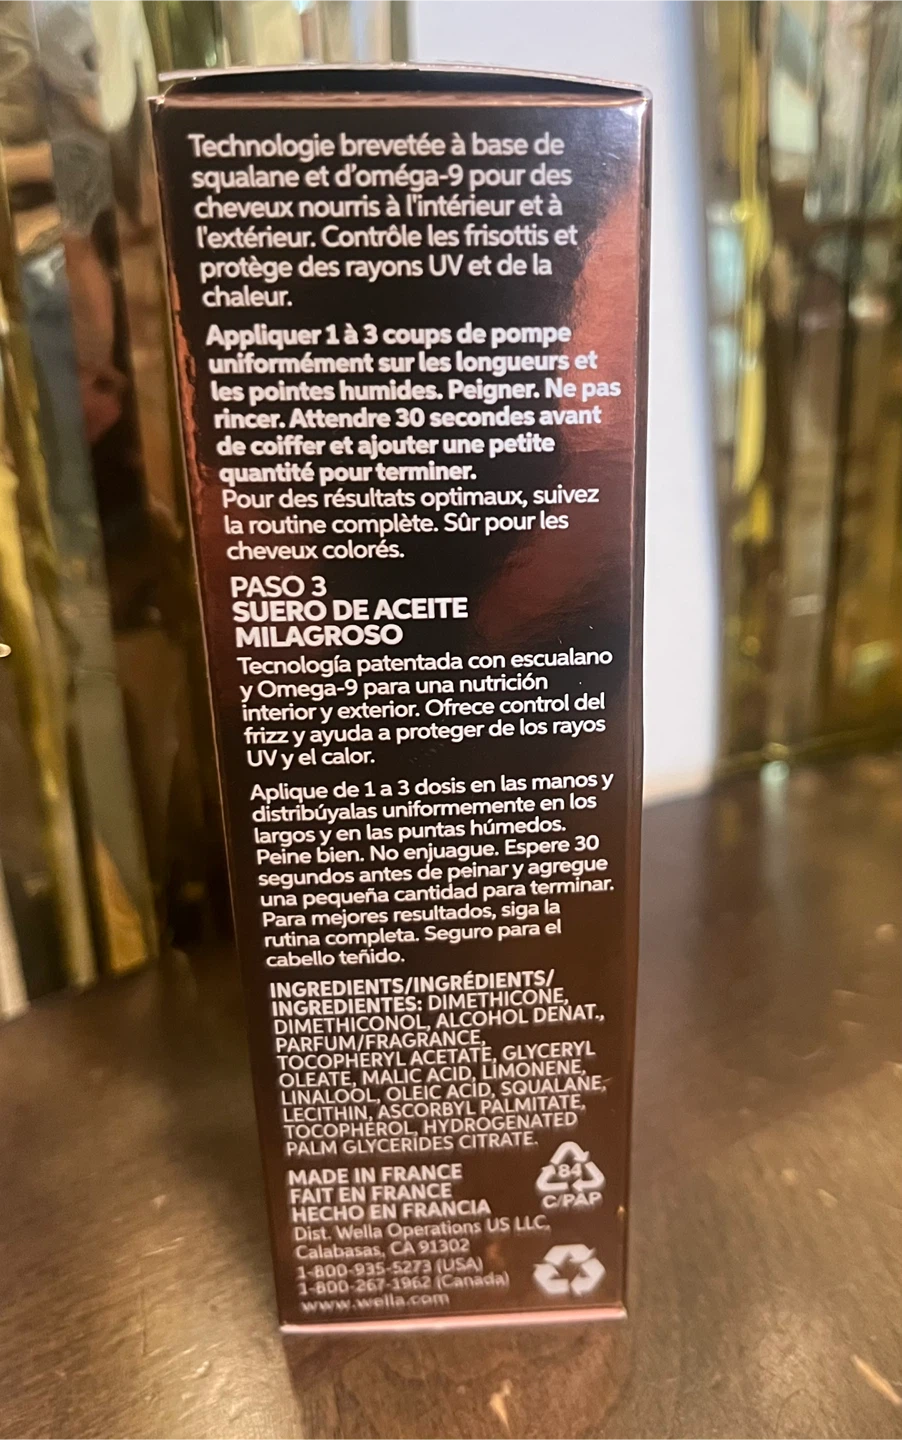 Technologie brevetée à base de
squalane et d'oméga-9 pour des
cheveux nourris à l'intérieur et à
l'extérieur. Contrôle les frisottis et
protège des rayons UV et de la
chaleur.
Appliquer 1 à 3 coups de pompe
uniformément sur les longueurs et
les pointes humides. Peigner. Ne pas
rincer. Attendre 30 secondes avant
de coiffer et ajouter une petite
quantité pour terminer.
Pour des résultats optimaux, suivez
la routine complète. Sûr pour les
cheveux colorés.
PASO 3
SUERO DE ACEITE
MILAGROSO
Tecnología patentada con escualano
y Omega-9 para una nutrición
interior y exterior. Ofrece control del
frizz y ayuda a proteger de los rayos
UV y el calor.
Aplique de 1 a 3 dosis en las manos y
distribúyalas uniformemente en los
largos y en las puntas húmedos.
Peine bien. No enjuague. Espere 30
segundos antes de peinar y agregue
una pequeña cantidad para terminar.
Para mejores resultados, siga la
rutina completa. Seguro para el
cabello teñido.
INGREDIENTS/INGRÉDIENTS/
INGREDIENTES: DIMETHICONE,
DIMETHICONOL, ALCOHOL DENAT.,
PARFUM/FRAGRANCE,
TOCOPHERYL ACETATE, GLYCERYL
OLEATE, MALIC ACID, LIMONENE,
LINALOOL, OLEIC ACID, SQUALANE,
LECITHIN, ASCORBYL PALMITATE,
TOCOPHEROL, HYDROGENATED
PALM GLYCERIDES CITRATE.
84
C/PAP
MADE IN FRANCE
FAIT EN FRANCE
HECHO EN FRANCIA
Dist. Wella Operations US LLC,
Calabasas, CA 91302
1-800-935-5273 (USA)
1-800-267-1962 (Canada)
www.wella.com